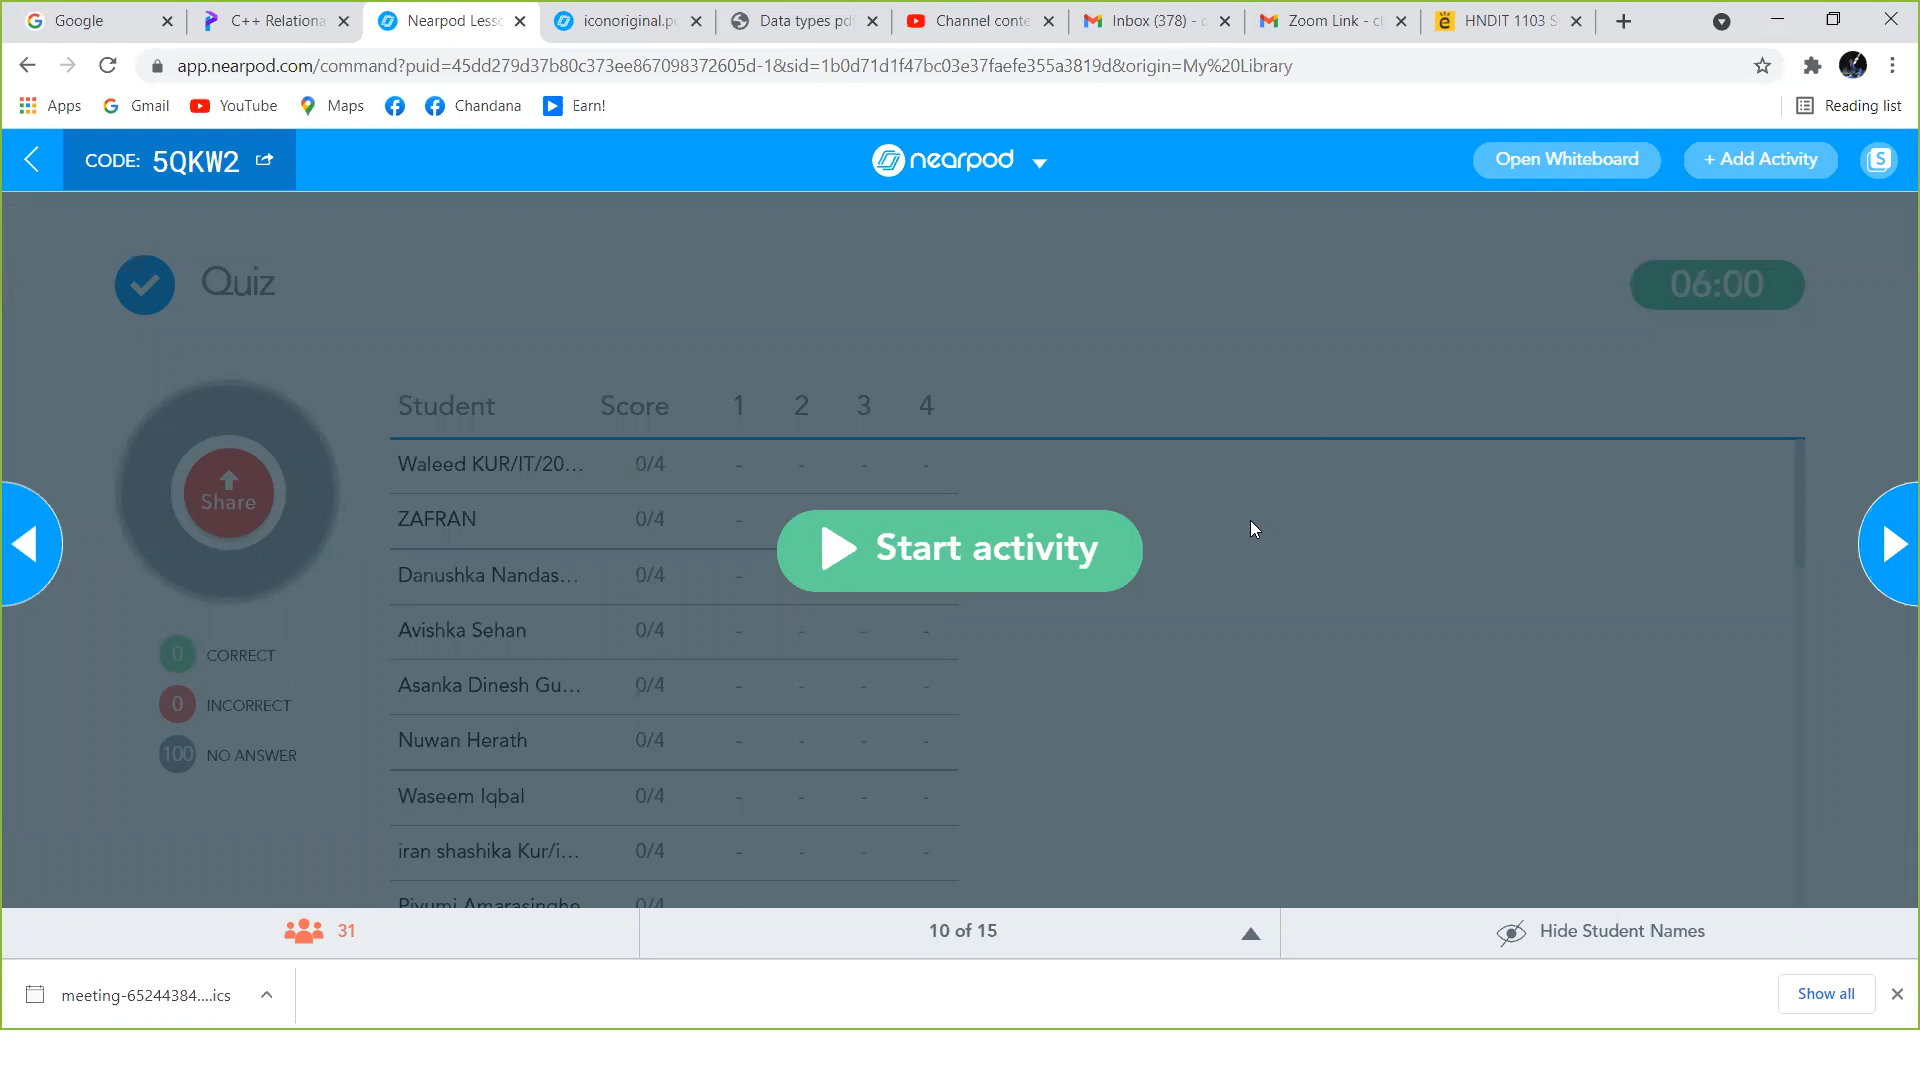 Google
C++ Relationa
Nearpod Lesso
iconoriginal.p
Data types pd
Channel conte
Inbox (378) - c
Zoom Link - cl
HNDIT 1103 S
app.nearpod.com/command?puid=45dd279d37b80c373ee867098372605d-1&sid=1b0d71d1f47bc03e37faefe355a3819d&origin=My%20Library
Apps
Gmail
YouTube
Maps
Chandana
Earn!
Reading list
CODE: 5QKW2
nearpod
Open Whiteboard
+ Add Activity
S
Quiz
06:00
Student Score 1 2 3 4
Waleed KUR/IT/20... 0/4 - - - -
ZAFRAN 0/4 -
Danushka Nandas... 0/4 -
Avishka Sehan 0/4 - - - -
Asanka Dinesh Gu... 0/4 - - - -
Nuwan Herath 0/4 - - - -
Waseem Iqbal 0/4 - - - -
iran shashika Kur/i... 0/4 - - - -
Piyumi Amarasinghe 0/4
Share
0 CORRECT
0 INCORRECT
100 NO ANSWER
Start activity
31
10 of 15
Hide Student Names
meeting-65244384....ics
Show all